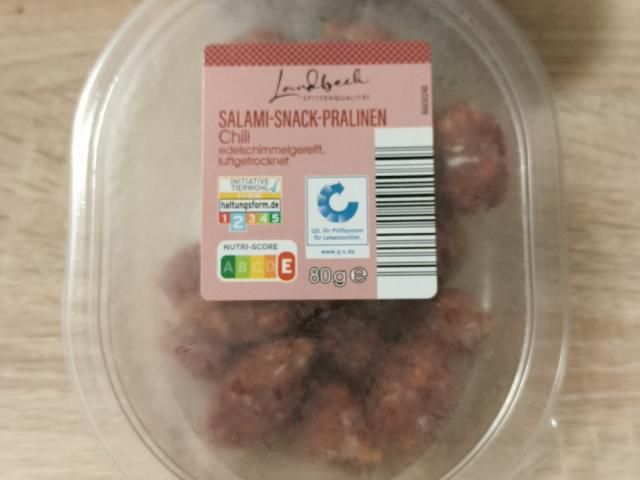 Landbeck
SPITZENQUALITÄT
SALAMI-SNACK-PRALINEN
Chili
edelschimmelgereift,
luftgetrocknet
INITIATIVE
TIERWOHL
haltungsform.de
1 2 3 4 5
QS. Ihr Prüfsystem
für Lebensmittel.
www.q-s.de
NUTRI-SCORE
A B C D E
80 g e